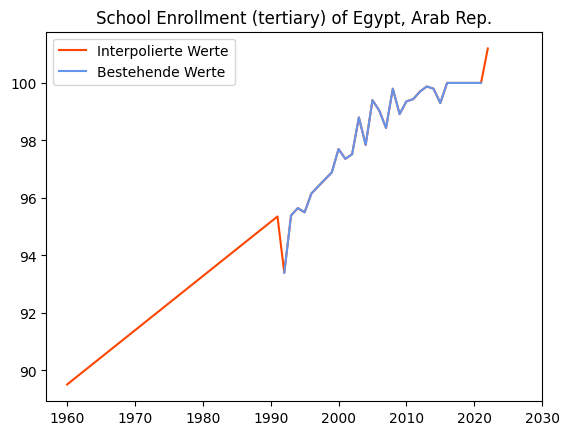 School Enrollment (tertiary) of Egypt, Arab Rep.
Interpolierte Werte
Bestehende Werte
100
98
96
94
92
90
1960 1970 1980 1990 2000 2010 2020 2030